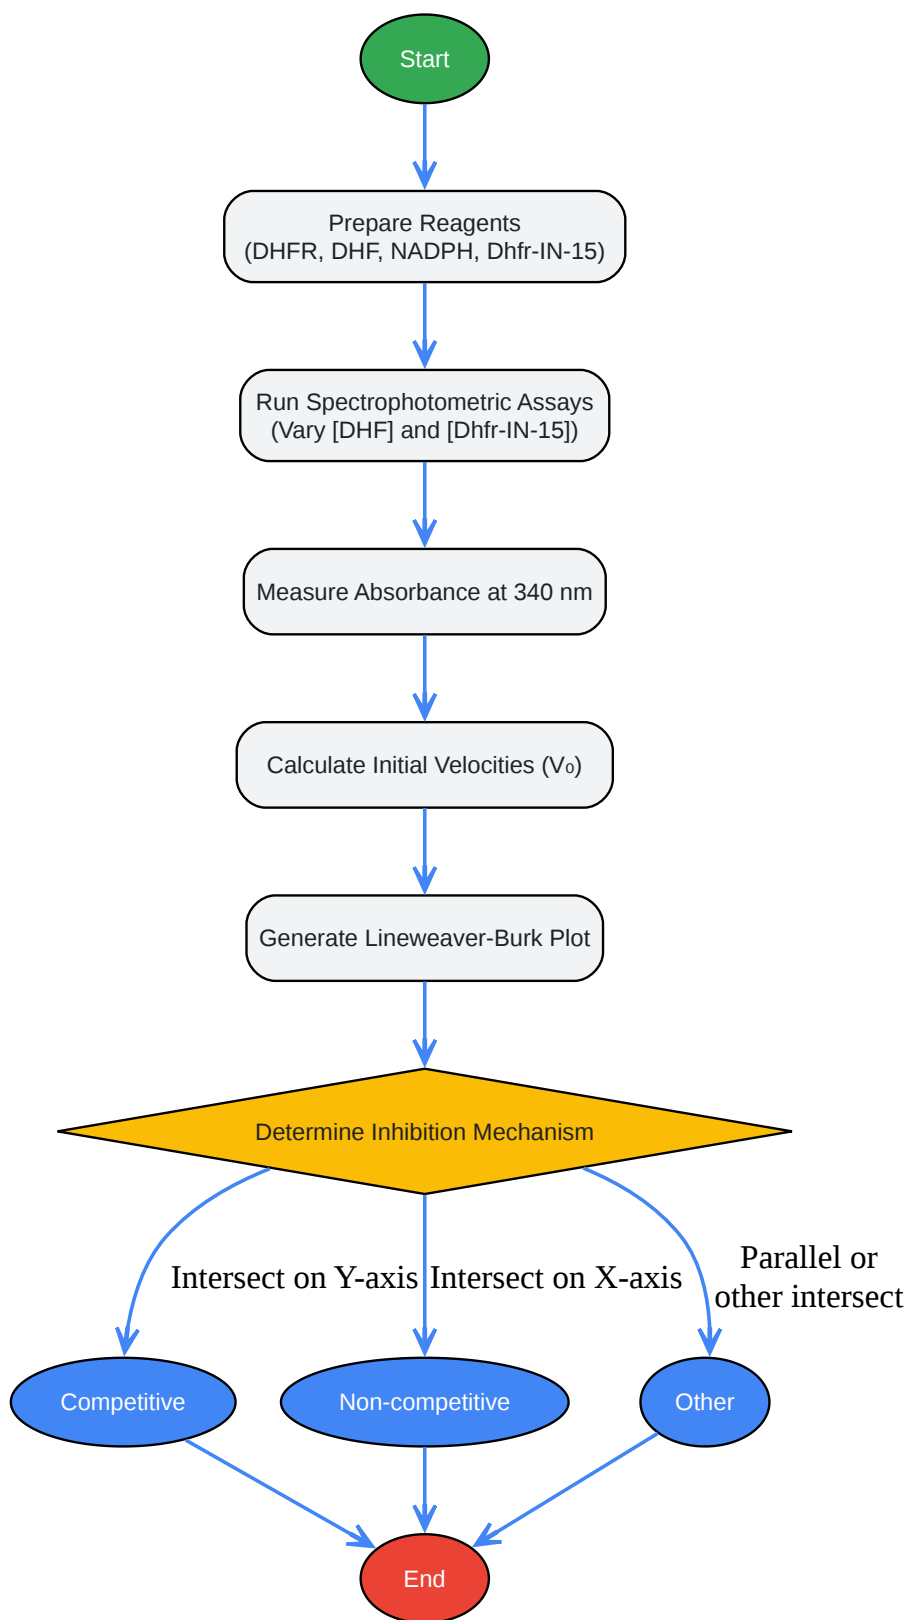 Start
Prepare Reagents
(DHFR, DHF, NADPH, Dhfr-IN-15)
Run Spectrophotometric Assays
(Vary [DHF] and [Dhfr-IN-15])
Measure Absorbance at 340 nm
Calculate Initial Velocities (V₀)
Generate Lineweaver-Burk Plot
Determine Inhibition Mechanism
Intersect on Y-axis
Intersect on X-axis
Parallel or
other intersect
Competitive
Non-competitive
Other
End